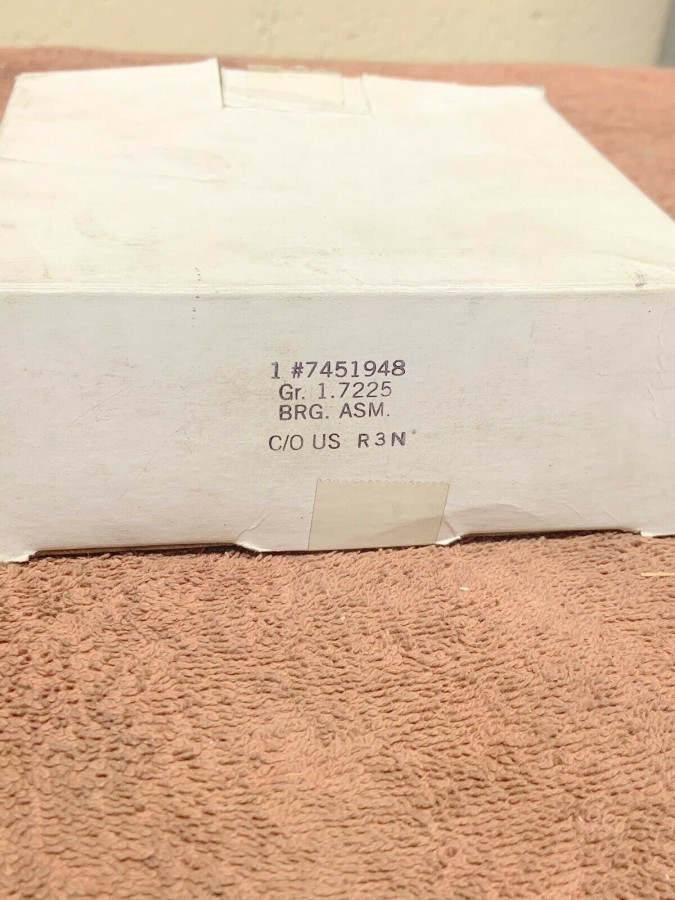 1 #7451948
Gr. 1.7225
BRG. ASM.
C/O US R3N